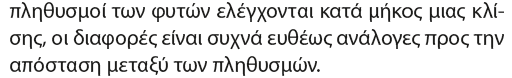 πληθυσμοί των φυτών ελέγχονται κατά μήκος μιας κλί-
σης, οι διαφορές είναι συχνά ευθέως ανάλογες προς την
απόσταση μεταξύ των πληθυσμών.